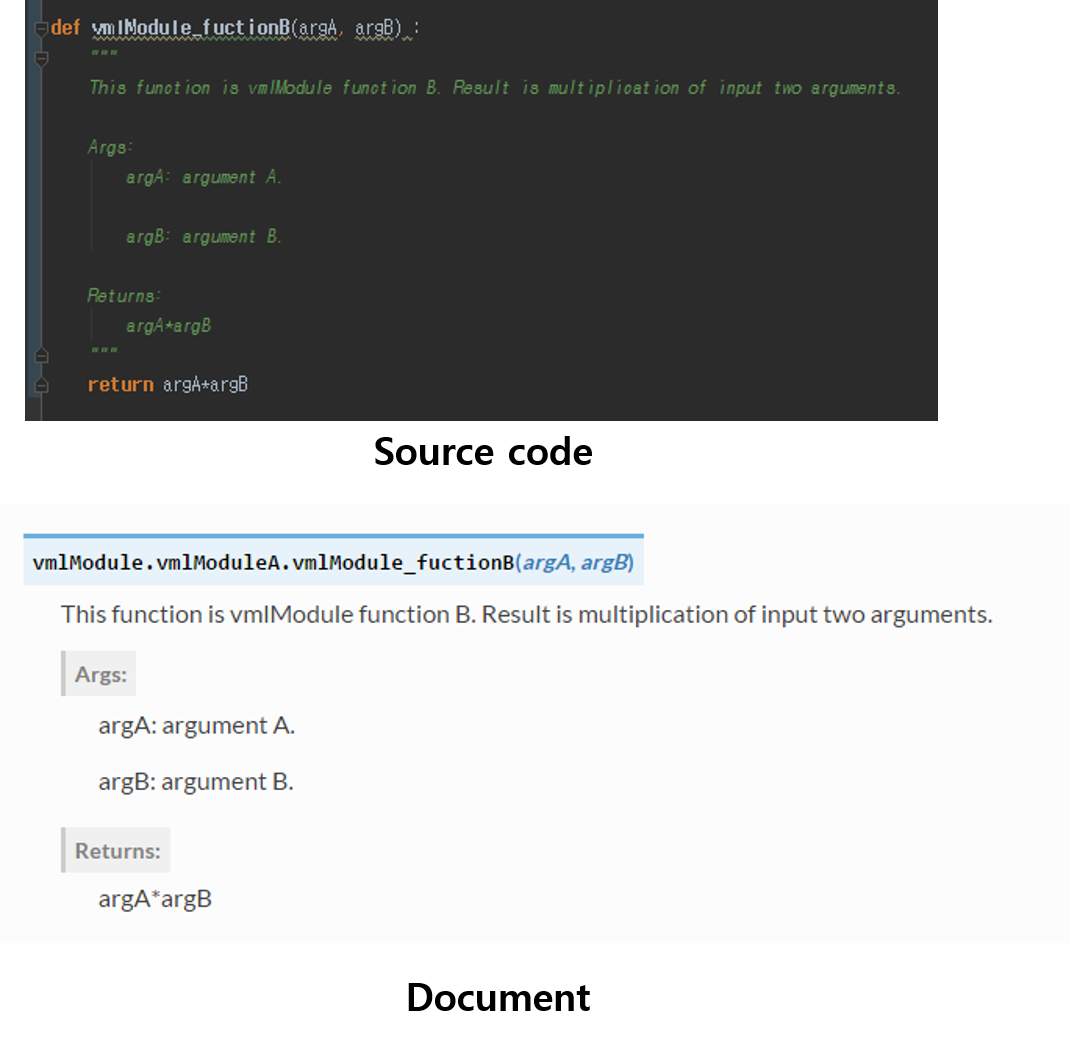 def vmlModule_fuctionB(argA, argB) :
"""
This function is vmlModule function B. Result is multiplication of input two arguments.
Args:
argA: argument A.
argB: argument B.
Returns:
argA*argB
"""
return argA*argB
Source code
vmlModule.vmlModuleA.vmlModule_fuctionB(argA, argB)
This function is vmlModule function B. Result is multiplication of input two arguments.
Args:
argA: argument A.
argB: argument B.
Returns:
argA*argB
Document